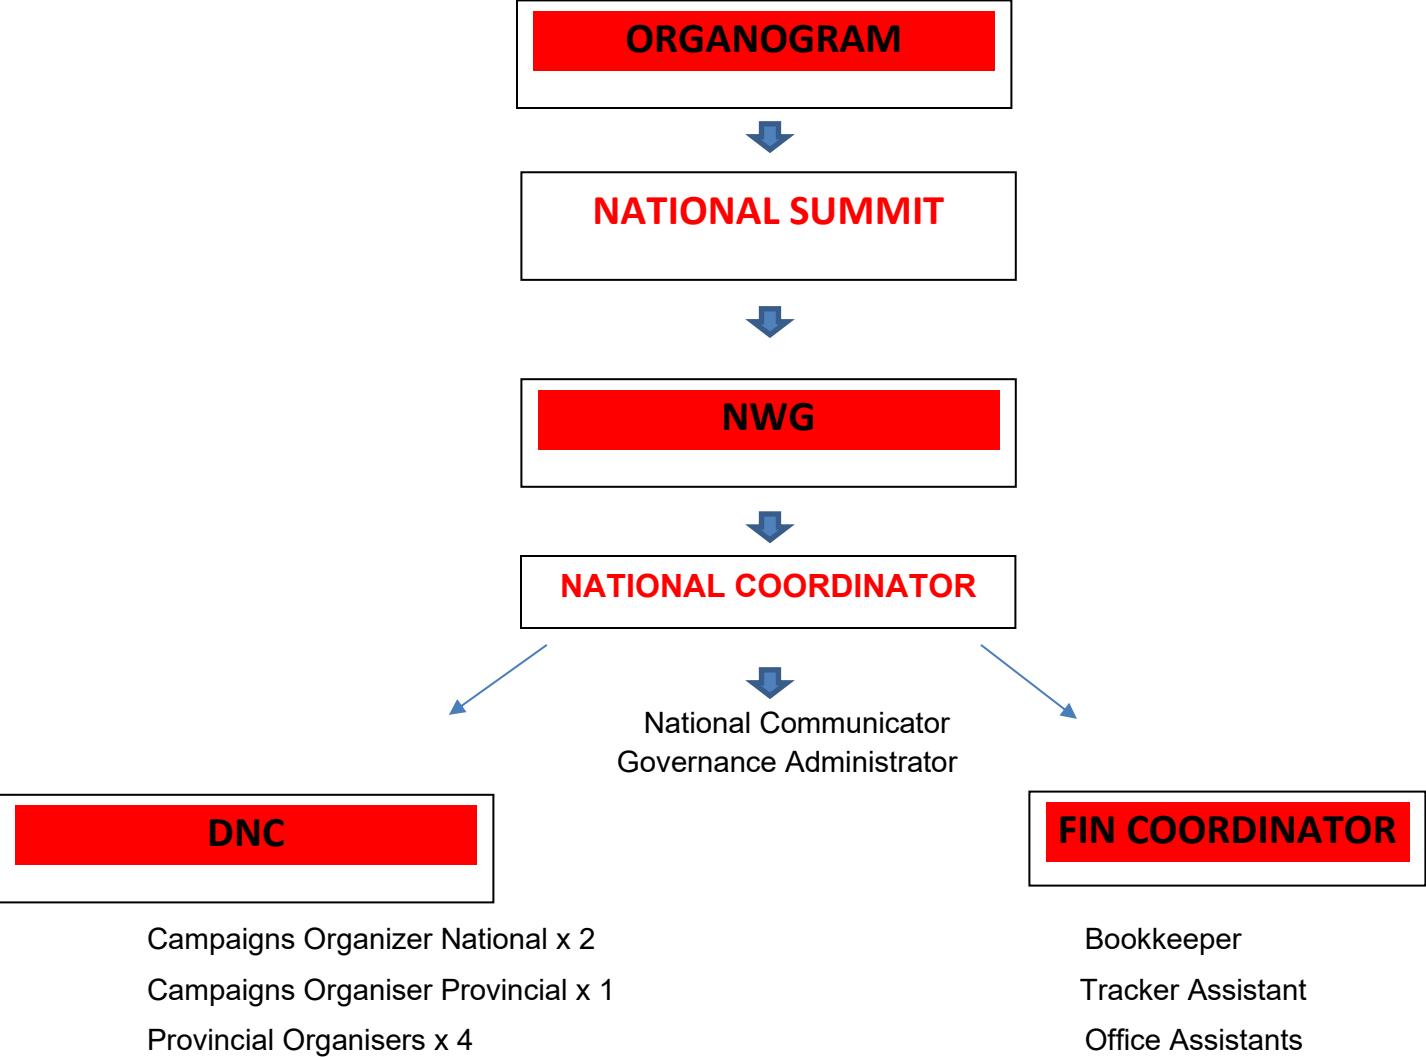 ORGANOGRAM
NATIONAL SUMMIT
NWG
NATIONAL COORDINATOR
National Communicator
Governance Administrator
DNC
Campaigns Organizer National x 2
Campaigns Organiser Provincial x 1
Provincial Organisers x 4
FIN COORDINATOR
Bookkeeper
Tracker Assistant
Office Assistants